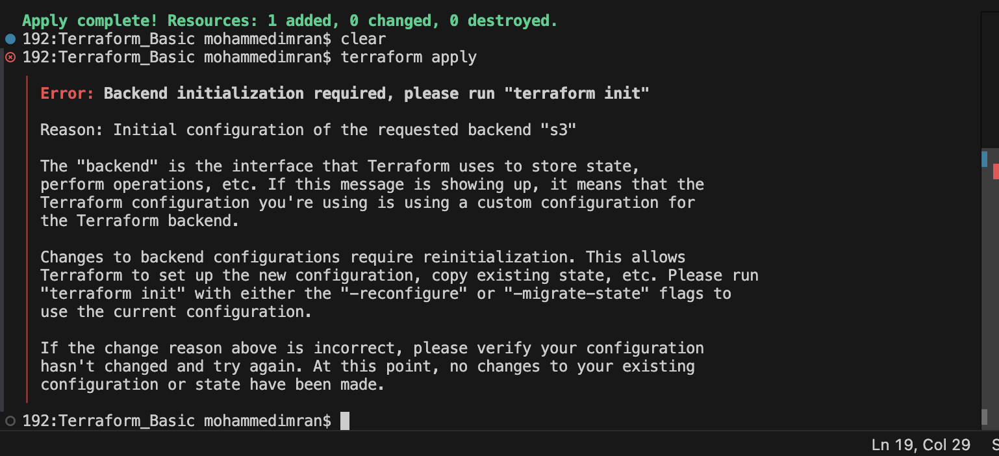 Apply complete! Resources: 1 added, 0 changed, 0 destroyed.
192:Terraform_Basic mohammedimran$ clear
192:Terraform_Basic mohammedimran$ terraform apply
Error: Backend initialization required, please run "terraform init"
Reason: Initial configuration of the requested backend "s3"
The "backend" is the interface that Terraform uses to store state,
perform operations, etc. If this message is showing up, it means that the
Terraform configuration you're using is using a custom configuration for
the Terraform backend.
Changes to backend configurations require reinitialization. This allows
Terraform to set up the new configuration, copy existing state, etc. Please run
"terraform init" with either the "-reconfigure" or "-migrate-state" flags to
use the current configuration.
If the change reason above is incorrect, please verify your configuration
hasn't changed and try again. At this point, no changes to your existing
configuration or state have been made.
192:Terraform_Basic mohammedimran$
Ln 19, Col 29